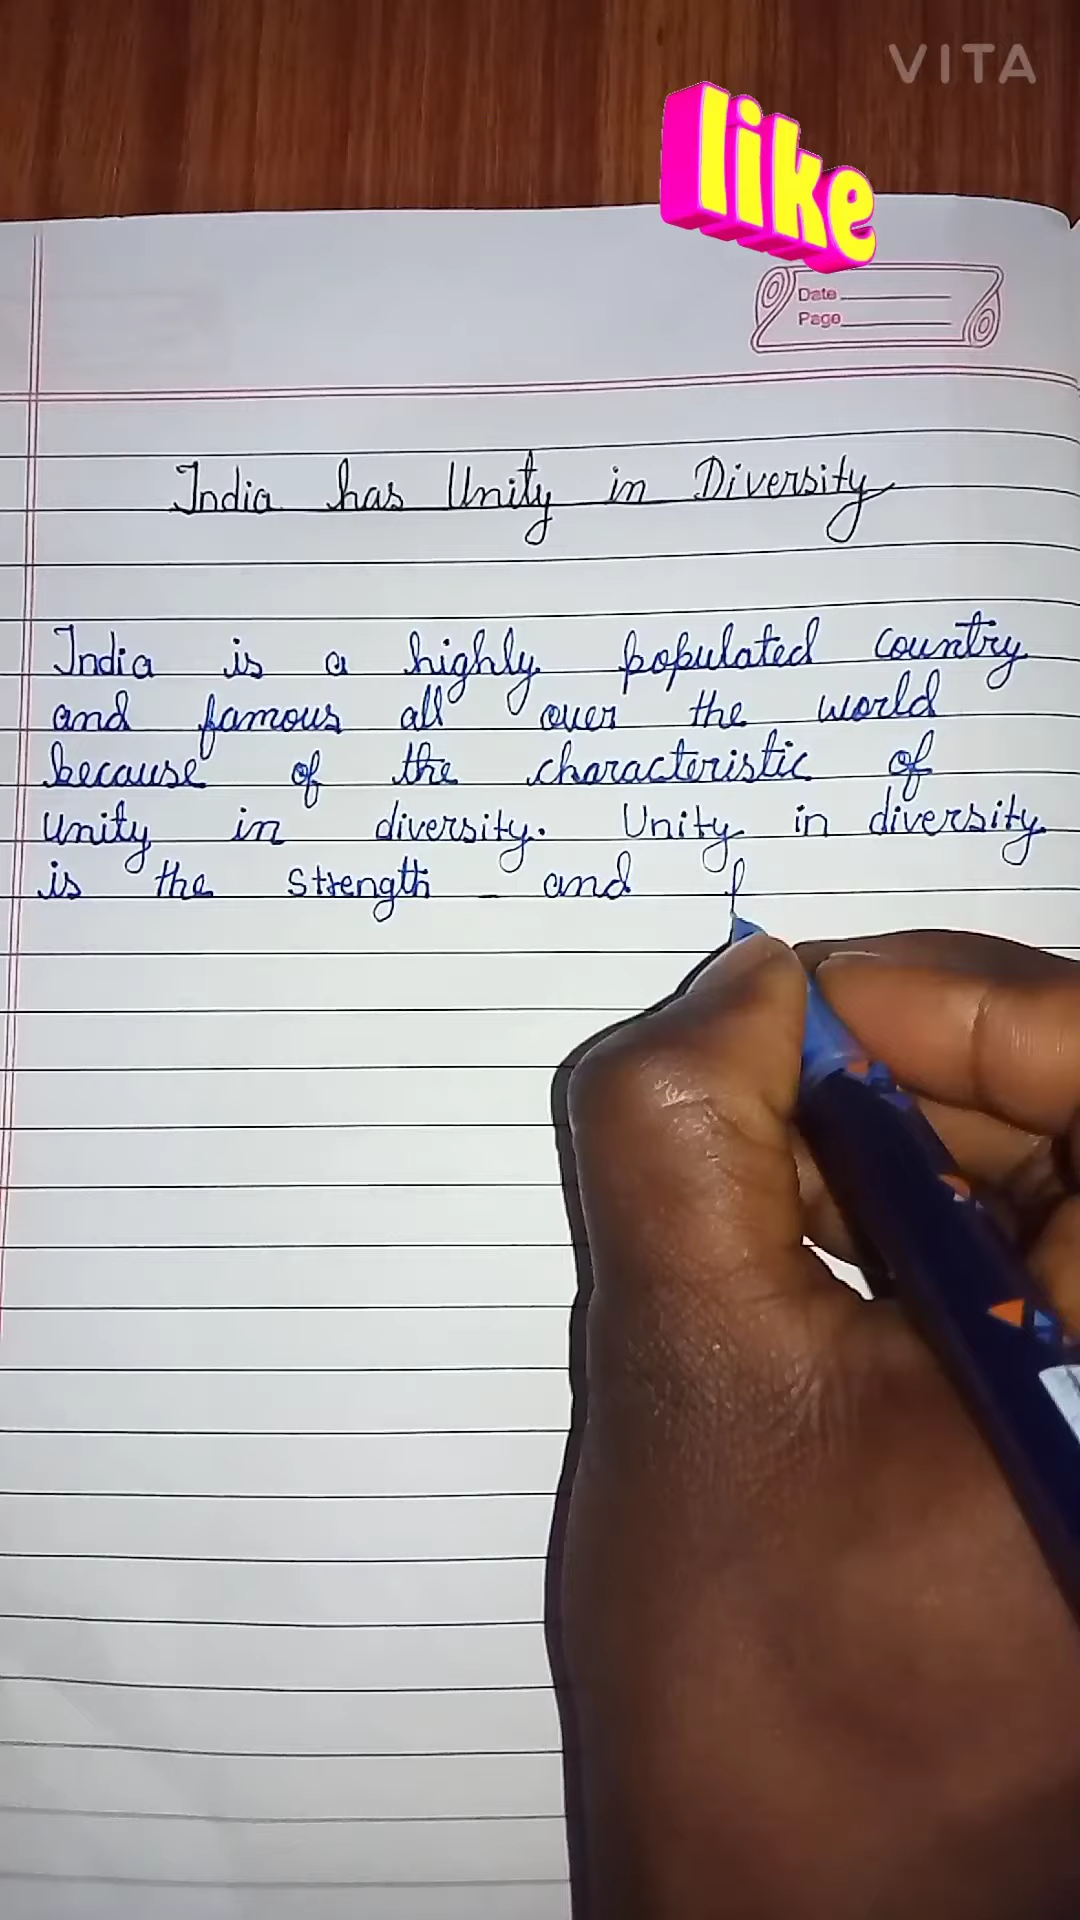 VITA
like
Date
Page
India has Unity in Diversity
India is a highly populated country
and famous all over the world
because of the characteristic of
unity in diversity. Unity in diversity
is the strength and